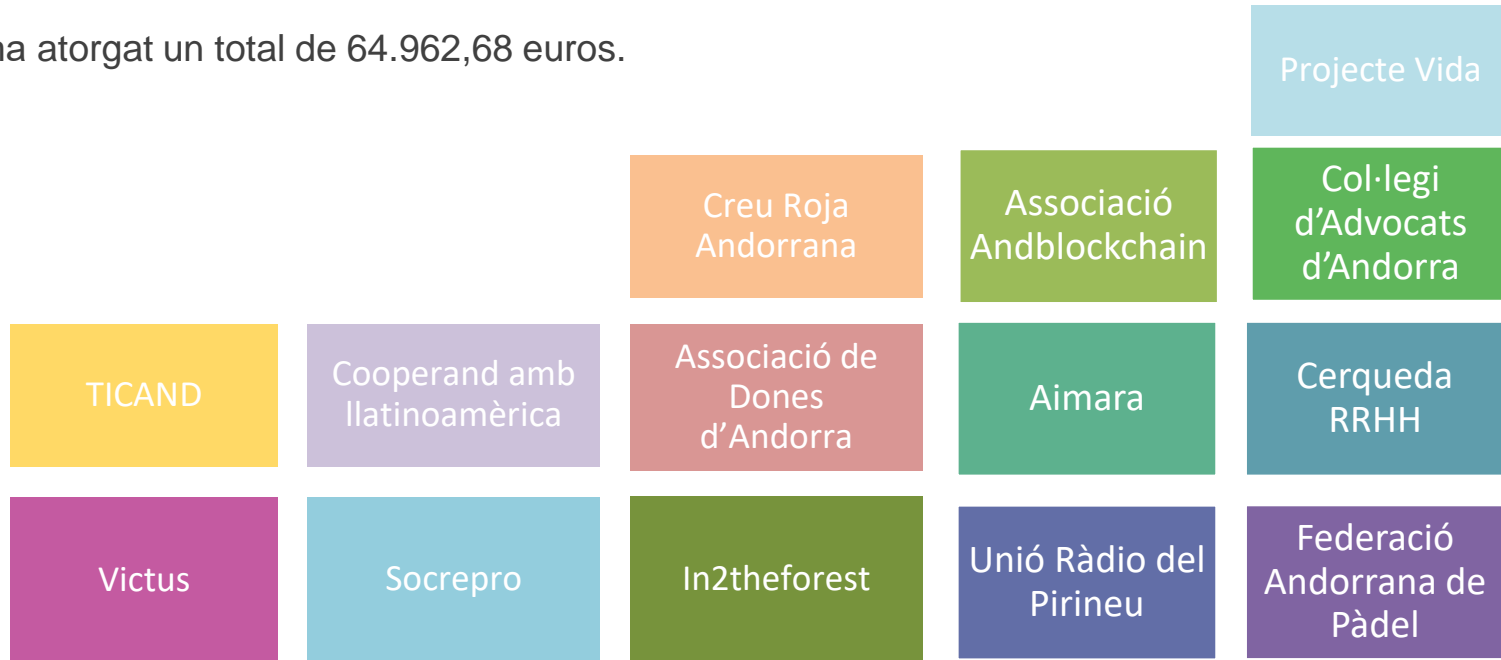 ha atorgat un total de 64.962,68 euros.
Projecte Vida
Creu Roja
Andorrana
Associació
Andblockchain
Col·legi
d'Advocats
d'Andorra
TICAND
Cooperand amb
llatinoamèrica
Associació de
Dones
d'Andorra
Aimara
Cerqueda
RRHH
Victus
Socrepro
In2theforest
Unió Ràdio del
Pirineu
Federació
Andorrana de
Pàdel